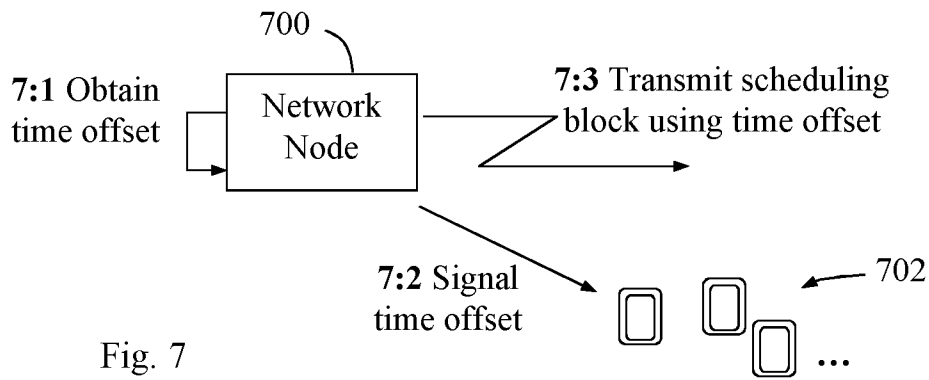 700
7:1 Obtain
time offset
Network
Node
7:3 Transmit scheduling
block using time offset
7:2 Signal
time offset
702
...
Fig. 7